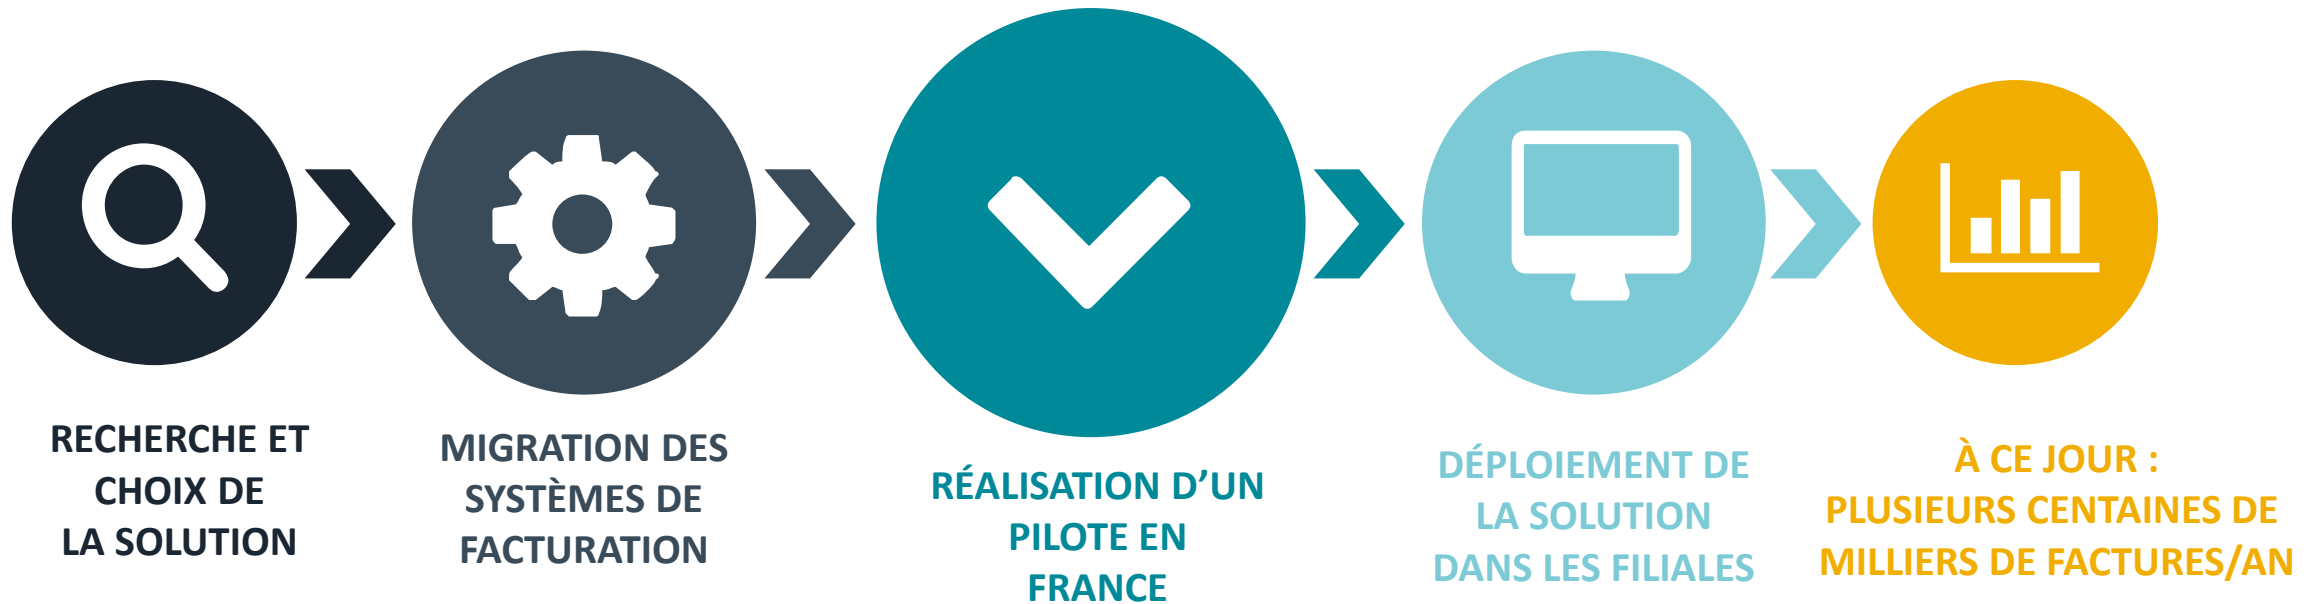 RECHERCHE ET
CHOIX DE
LA SOLUTION
MIGRATION DES
SYSTÈMES DE
FACTURATION
RÉALISATION D’UN
PILOTE EN
FRANCE
DÉPLOIEMENT DE
LA SOLUTION
DANS LES FILIALES
À CE JOUR :
PLUSIEURS CENTAINES DE
MILLIERS DE FACTURES/AN